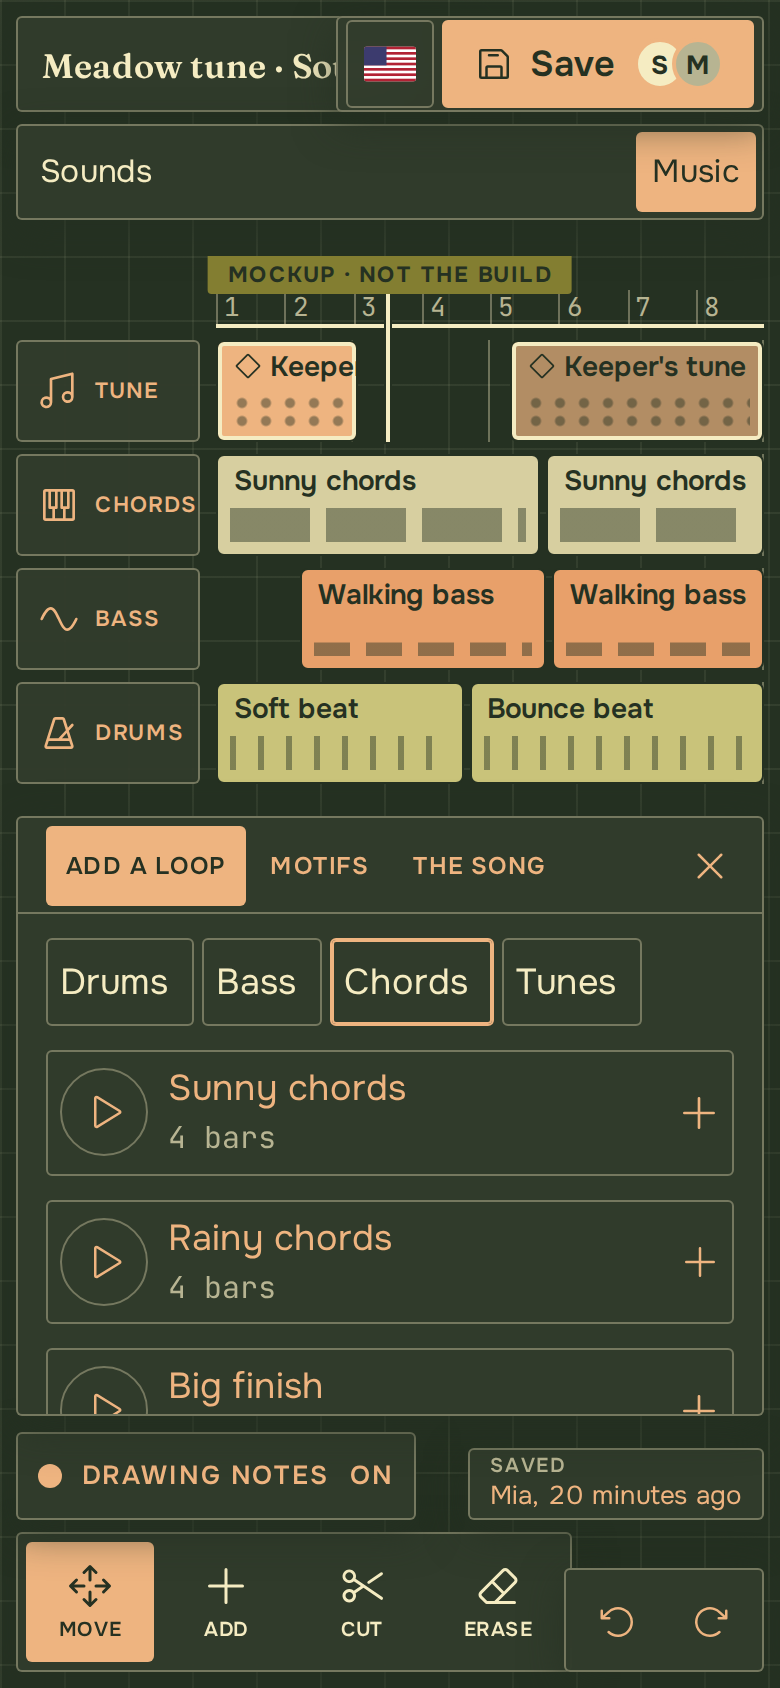 Meadow tune · Sou
Save S M
Sounds
Music
MOCKUP · NOT THE BUILD
1 2 3 4 5 6 7 8
TUNE
Keepe
Keeper's tune
CHORDS
Sunny chords
Sunny chords
BASS
Walking bass
Walking bass
DRUMS
Soft beat
Bounce beat
ADD A LOOP
MOTIFS
THE SONG
Drums
Bass
Chords
Tunes
Sunny chords
4 bars
Rainy chords
4 bars
Big finish
DRAWING NOTES ON
SAVED
Mia, 20 minutes ago
MOVE
ADD
CUT
ERASE